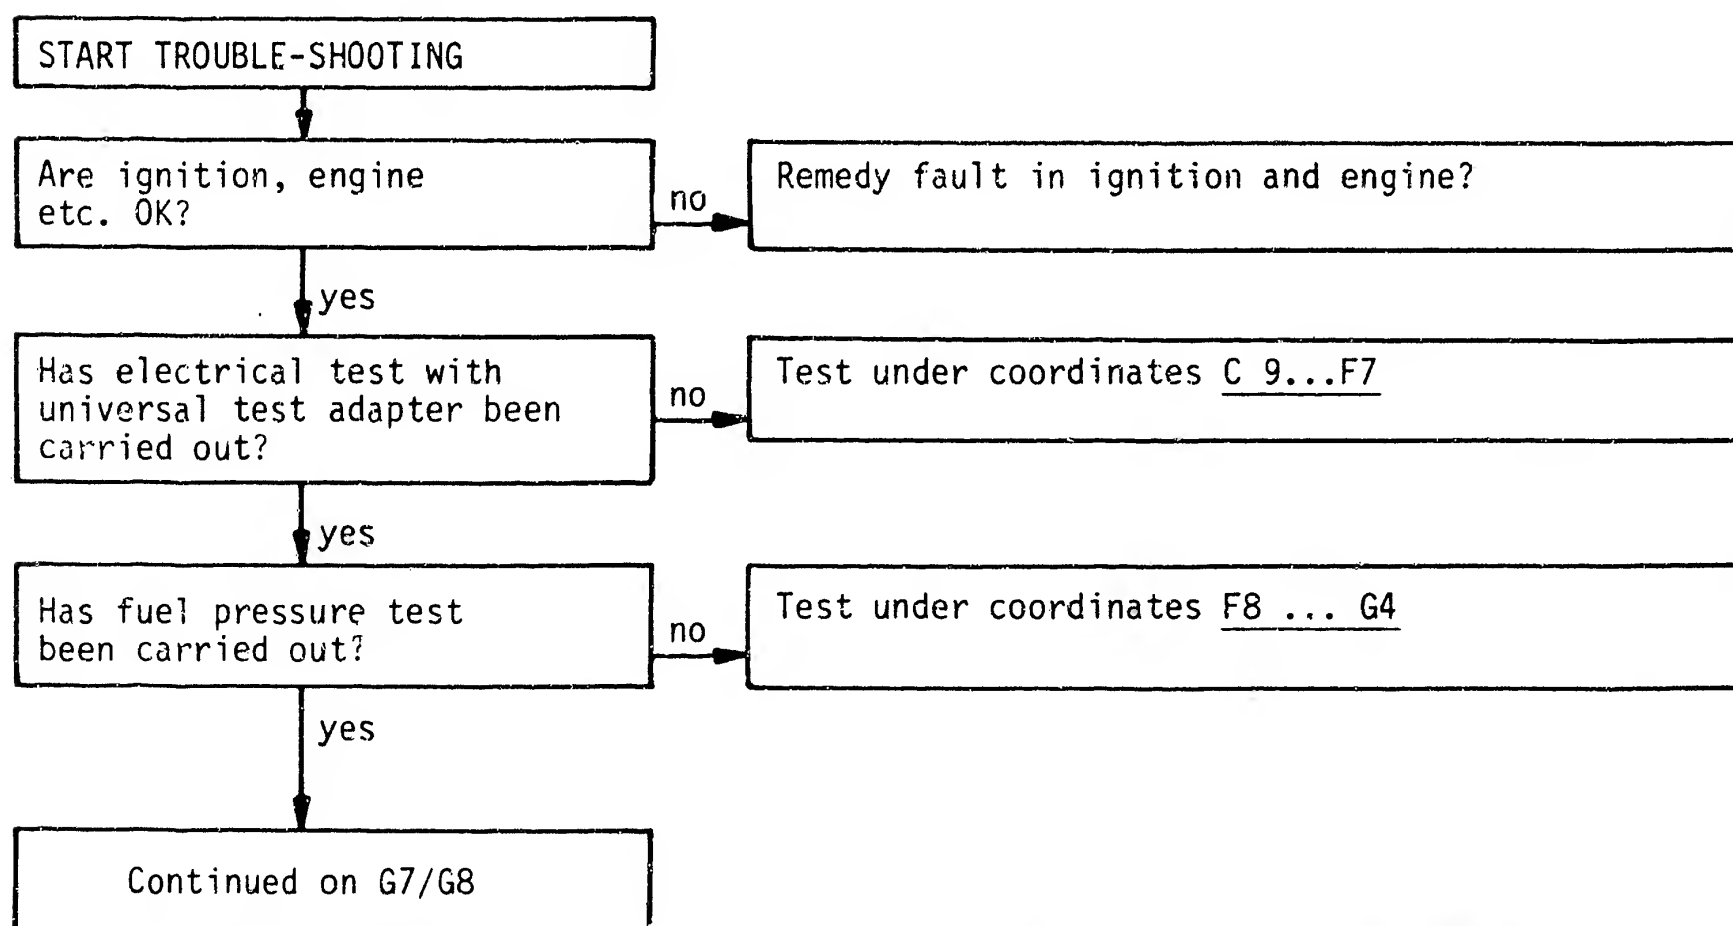 START TROUBLE-SHOOTING
Are ignition, engine
etc. OK?
no
Remedy fault in ignition and engine?
yes
Has electrical test with
universal test adapter been
carried out?
no
Test under coordinates C 9...F7
yes
Has fuel pressure test
been carried out?
no
Test under coordinates F8 ... G4
yes
Continued on G7/G8